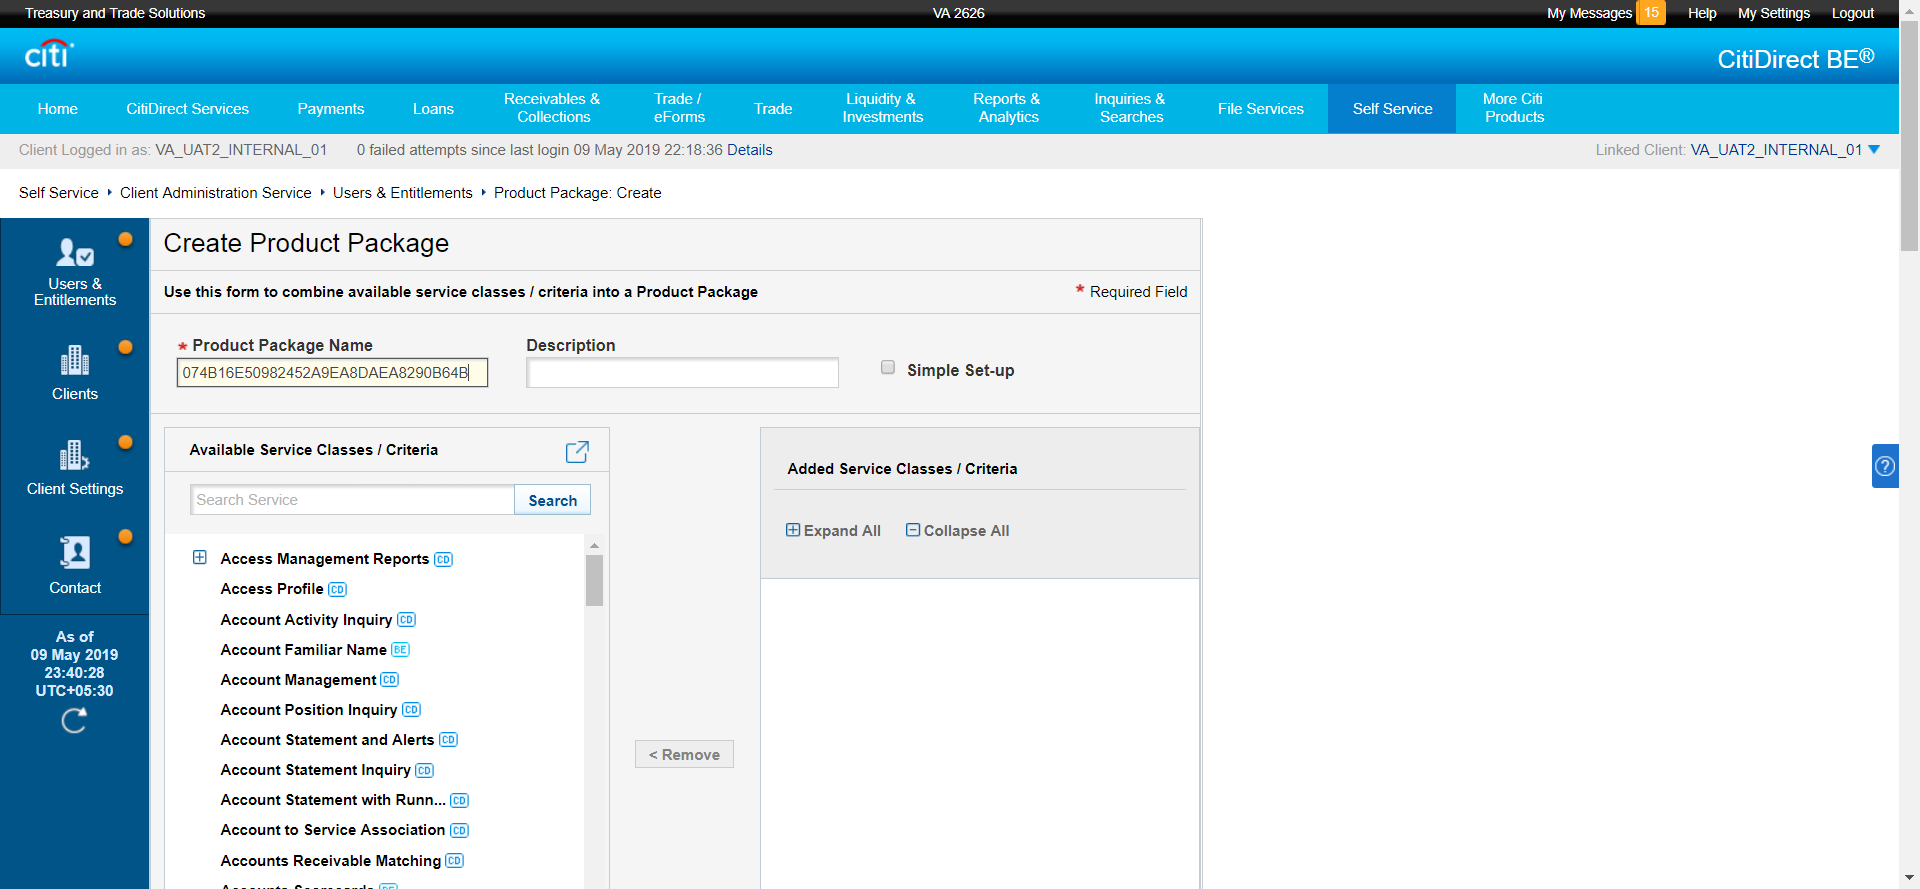 Treasury and Trade Solutions
VA 2626
My Messages 15 Help My Settings Logout
citi
CitiDirect BE®
Home
CitiDirect Services
Payments
Loans
Receivables &
Collections
Trade /
eForms
Trade
Liquidity &
Investments
Reports &
Analytics
Inquiries &
Searches
File Services
Self Service
More Citi
Products
Client Logged in as: VA_UAT2_INTERNAL_01
0 failed attempts since last login 09 May 2019 22:18:36 Details
Linked Client: VA_UAT2_INTERNAL_01
Self Service Client Administration Service Users & Entitlements Product Package: Create
Users &
Entitlements
Clients
Client Settings
Contact
As of
09 May 2019
23:40:28
UTC+05:30
Create Product Package
Use this form to combine available service classes / criteria into a Product Package
* Required Field
* Product Package Name
074B16E50982452A9EA8DAEA8290B64B
Description
Simple Set-up
Available Service Classes / Criteria
Search Service
Search
Access Management Reports CD
Access Profile CD
Account Activity Inquiry CD
Account Familiar Name BE
Account Management CD
Account Position Inquiry CD
Account Statement and Alerts CD
Account Statement Inquiry CD
Account Statement with Runn... CD
Account to Service Association CD
Accounts Receivable Matching CD
Accounts Scorecards BE
< Remove
Added Service Classes / Criteria
Expand All
Collapse All
?